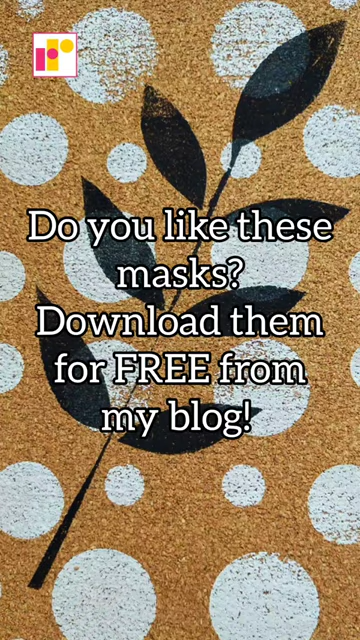 Do you like these
masks?
Download them
for FREE from
my blog!